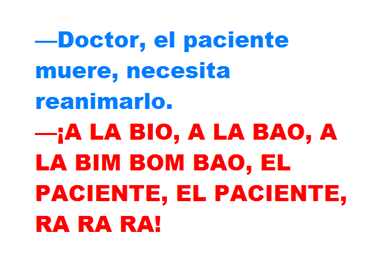 —Doctor, el paciente
muere, necesita
reanimarlo.
—¡A LA BIO, A LA BAO, A
LA BIM BOM BAO, EL
PACIENTE, EL PACIENTE,
RA RA RA!